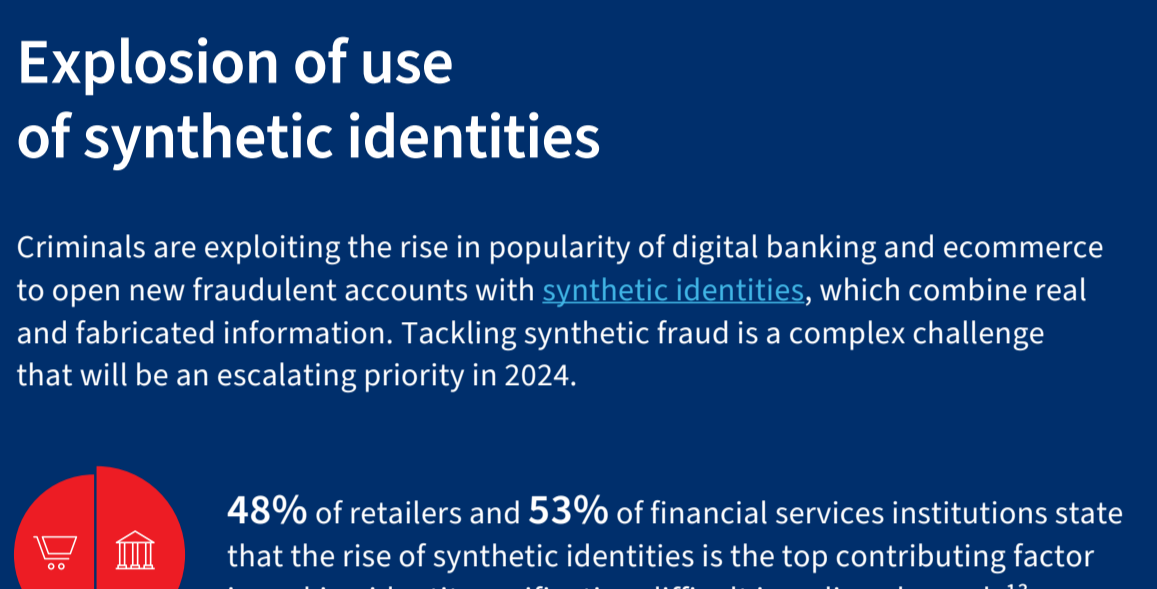 Explosion of use
of synthetic identities
Criminals are exploiting the rise in popularity of digital banking and ecommerce
to open new fraudulent accounts with synthetic identities, which combine real
and fabricated information. Tackling synthetic fraud is a complex challenge
that will be an escalating priority in 2024.
48% of retailers and 53% of financial services institutions state
that the rise of synthetic identities is the top contributing factor